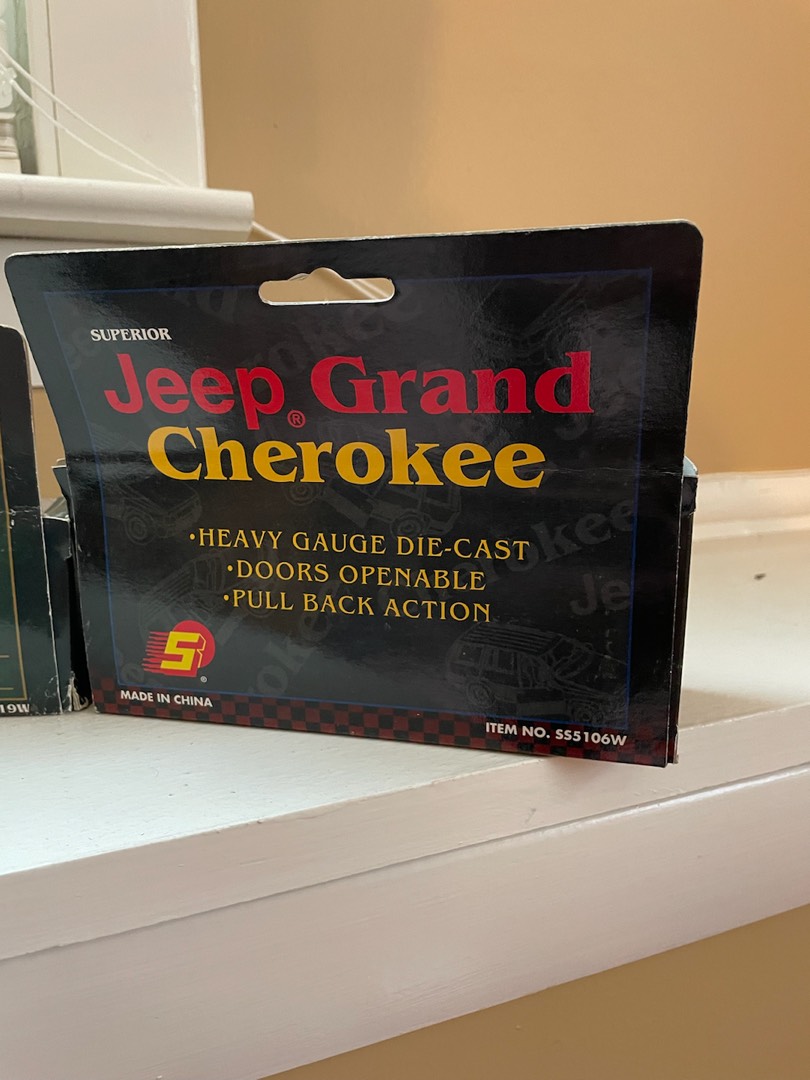 SUPERIOR
Jeep® Grand
Cherokee
•HEAVY GAUGE DIE-CAST
•DOORS OPENABLE
•PULL BACK ACTION
S®
MADE IN CHINA
ITEM NO. SS5106W
19W